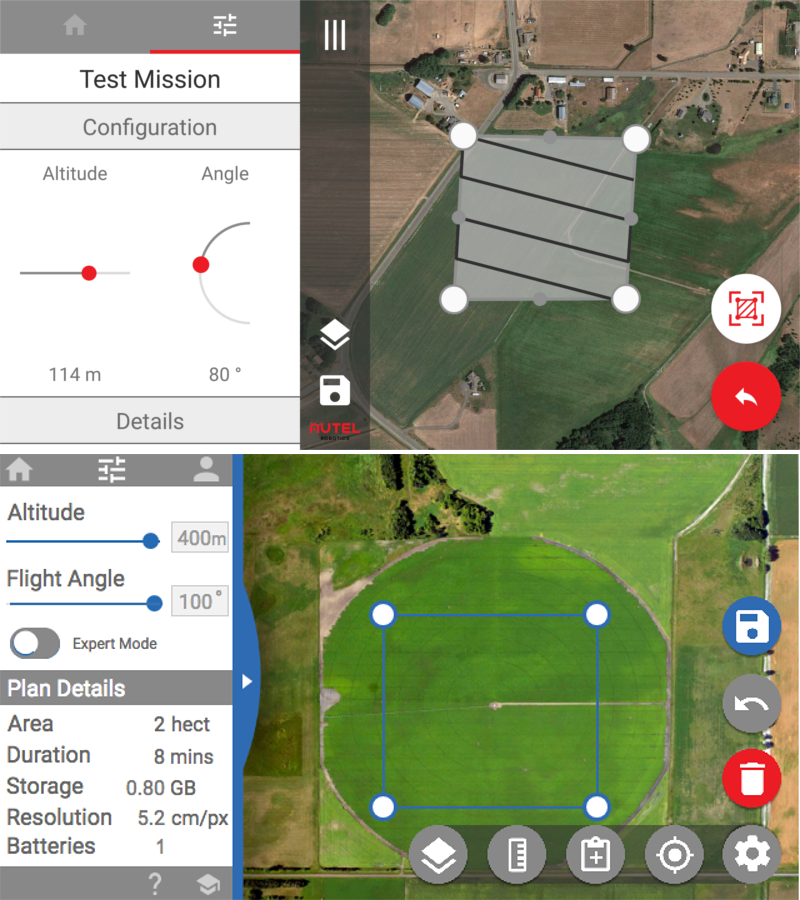 Test Mission
Configuration
Altitude Angle
114 m 80 °
Details
AUTEL
ROBOTICS
Altitude
400m
Flight Angle
100°
Expert Mode
Plan Details
Area 2 hect
Duration 8 mins
Storage 0.80 GB
Resolution 5.2 cm/px
Batteries 1
?